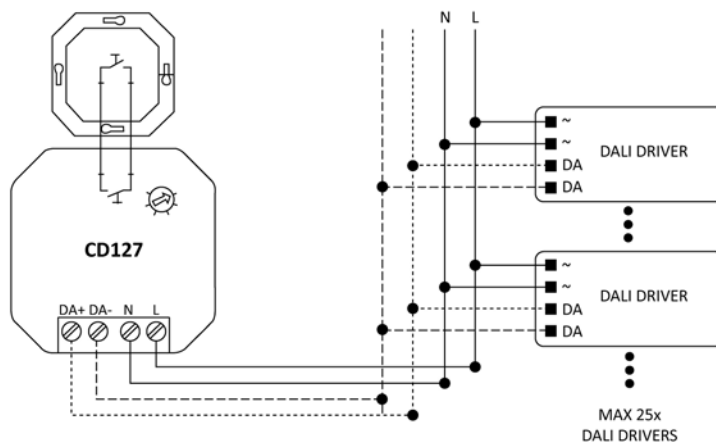 N L
~
~
DA
DA
DALI DRIVER
CD127
DA+ DA- N L
~
~
DA
DA
DALI DRIVER
MAX 25x
DALI DRIVERS